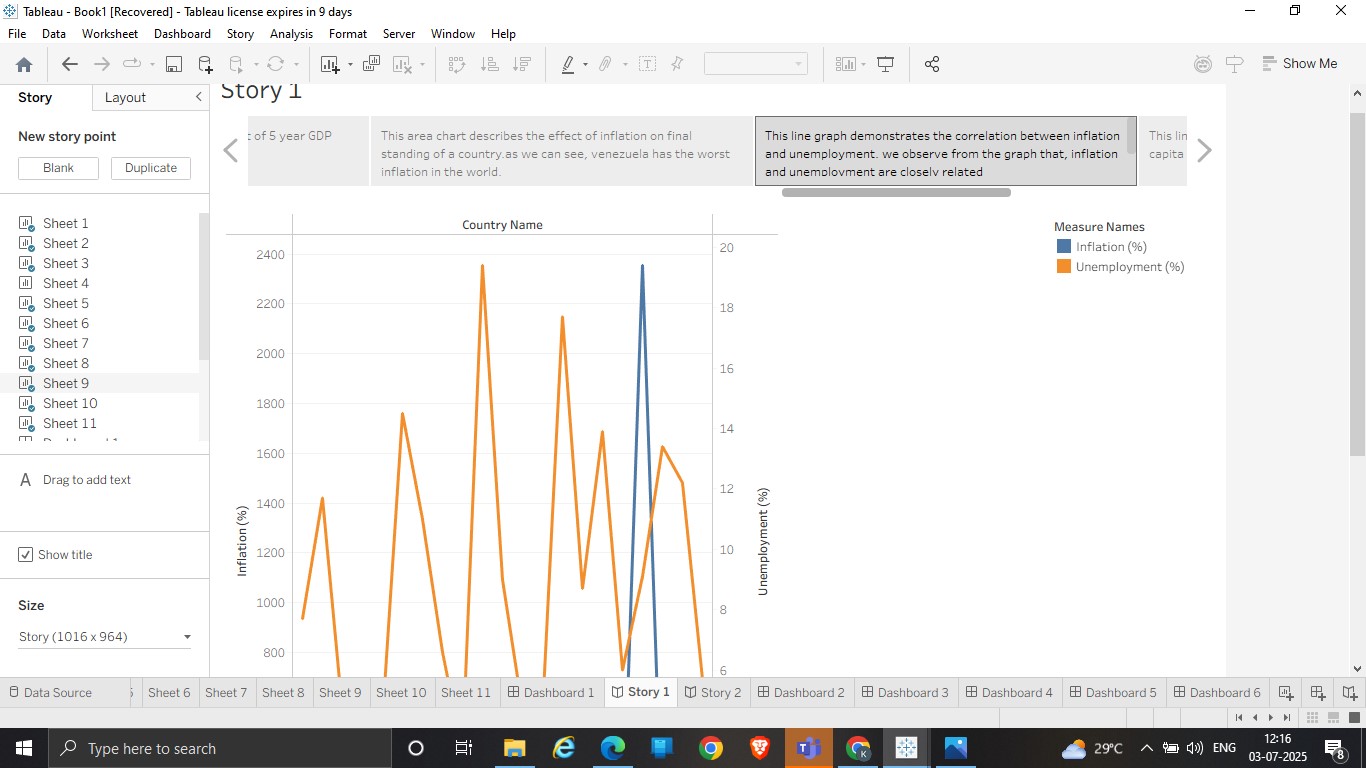 Tableau - Book1 [Recovered] - Tableau license expires in 9 days
File Data Worksheet Dashboard Story Analysis Format Server Window Help
Show Me
Story Layout
New story point
Blank Duplicate
Sheet 1
Sheet 2
Sheet 3
Sheet 4
Sheet 5
Sheet 6
Sheet 7
Sheet 8
Sheet 9
Sheet 10
Sheet 11
A Drag to add text
Show title
Size
Story (1016 x 964)
Story 1
of 5 year GDP
This area chart describes the effect of inflation on final
standing of a country.as we can see, venezuela has the worst
inflation in the world.
This line graph demonstrates the correlation between inflation
and unemployment. we observe from the graph that, inflation
and unemployment are closely related
This lin
capita
Country Name
2400
2200
2000
1800
1600
1400
1200
1000
800
Inflation (%)
20
18
16
14
12
10
8
6
Unemployment (%)
Measure Names
Inflation (%)
Unemployment (%)
Data Source Sheet 6 Sheet 7 Sheet 8 Sheet 9 Sheet 10 Sheet 11 Dashboard 1 Story 1 Story 2 Dashboard 2 Dashboard 3 Dashboard 4 Dashboard 5 Dashboard 6
Type here to search
29°C
ENG
12:16
03-07-2025
8